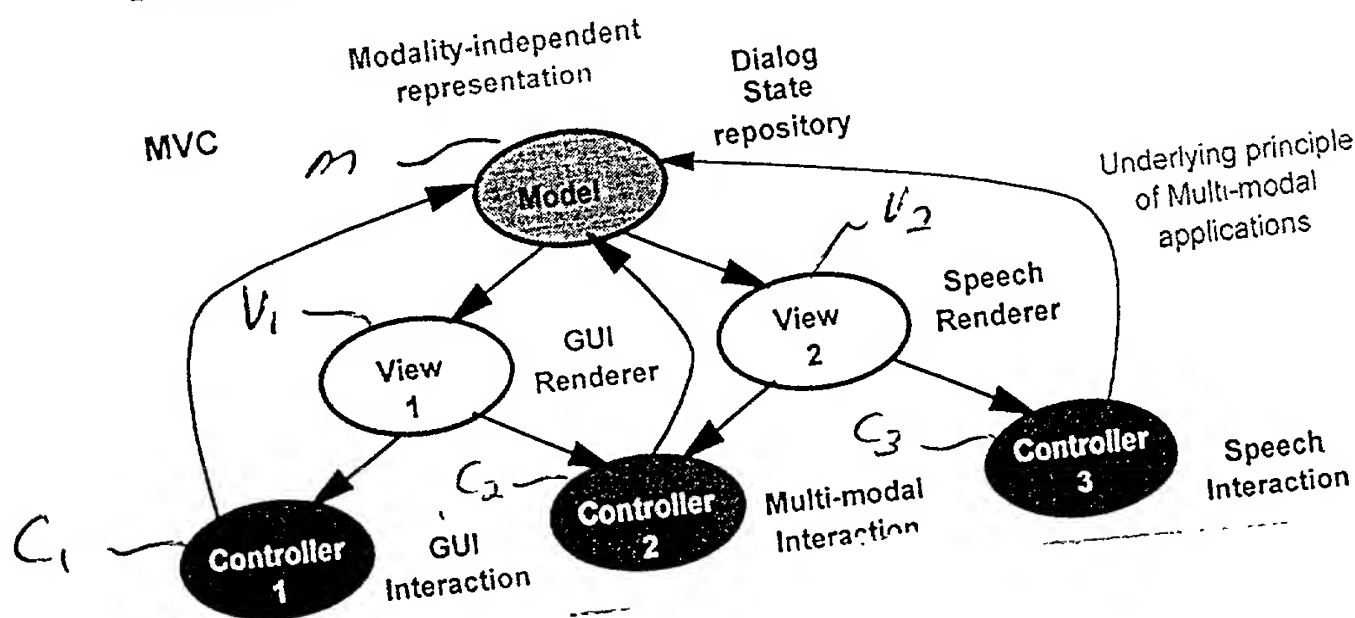 Modality-independent
representation
Dialog
State
repository
MVC
m
Model
Underlying principle
of Multi-modal
applications
V1
V2
View
1
GUI
Renderer
View
2
Speech
Renderer
C1
Controller
1
GUI
Interaction
C2
Controller
2
Multi-modal
Interaction
C3
Controller
3
Speech
Interaction